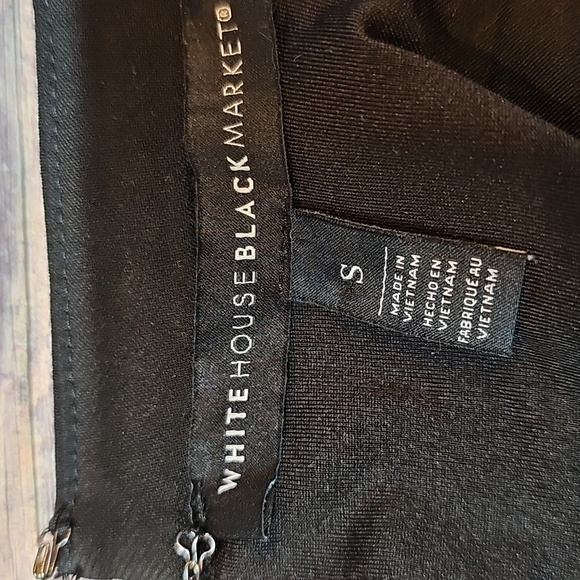 WHITE HOUSE BLACK MARKET®
S
MADE IN
VIETNAM
HECHO EN
VIETNAM
FABRIQUÉ AU
VIETNAM